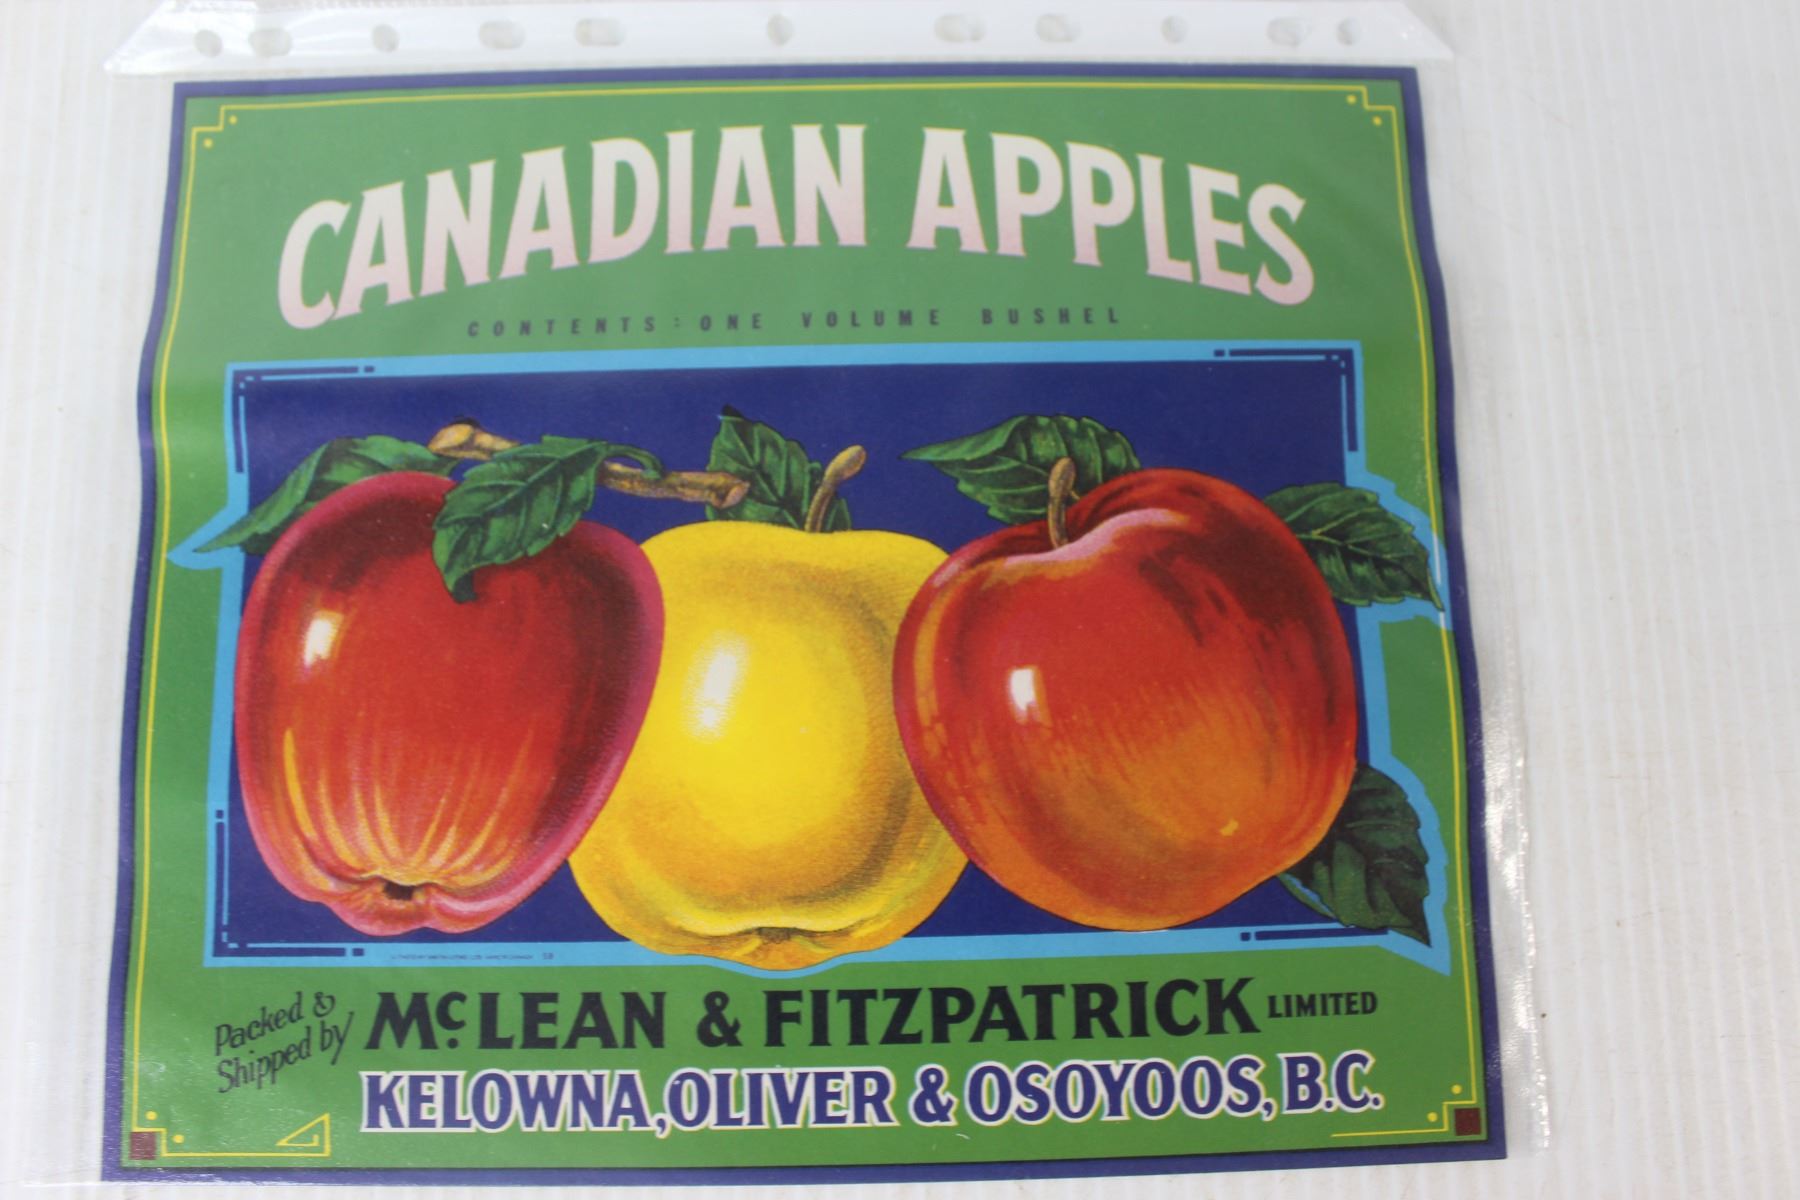 CANADIAN APPLES
CONTENTS: ONE VOLUME BUSHEL
Packed &
Shipped by
McLEAN & FITZPATRICK LIMITED
KELOWNA, OLIVER & OSOYOOS, B.C.